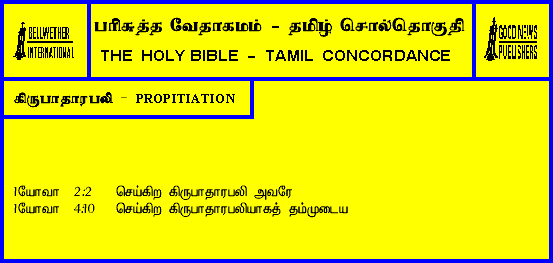 BELLWETHER
INTERNATIONAL
பரிசுத்த வேதாகமம் - தமிழ் சொல்தொகுதி
THE HOLY BIBLE - TAMIL CONCORDANCE
GOOD NEWS
PUBLISHERS
கிருபாதாரபலி - PROPITIATION
1யோவா 2:2 செய்கிற கிருபாதாரபலி அவரே
1யோவா 4:10 செய்கிற கிருபாதாரபலியாகத் தம்முடைய